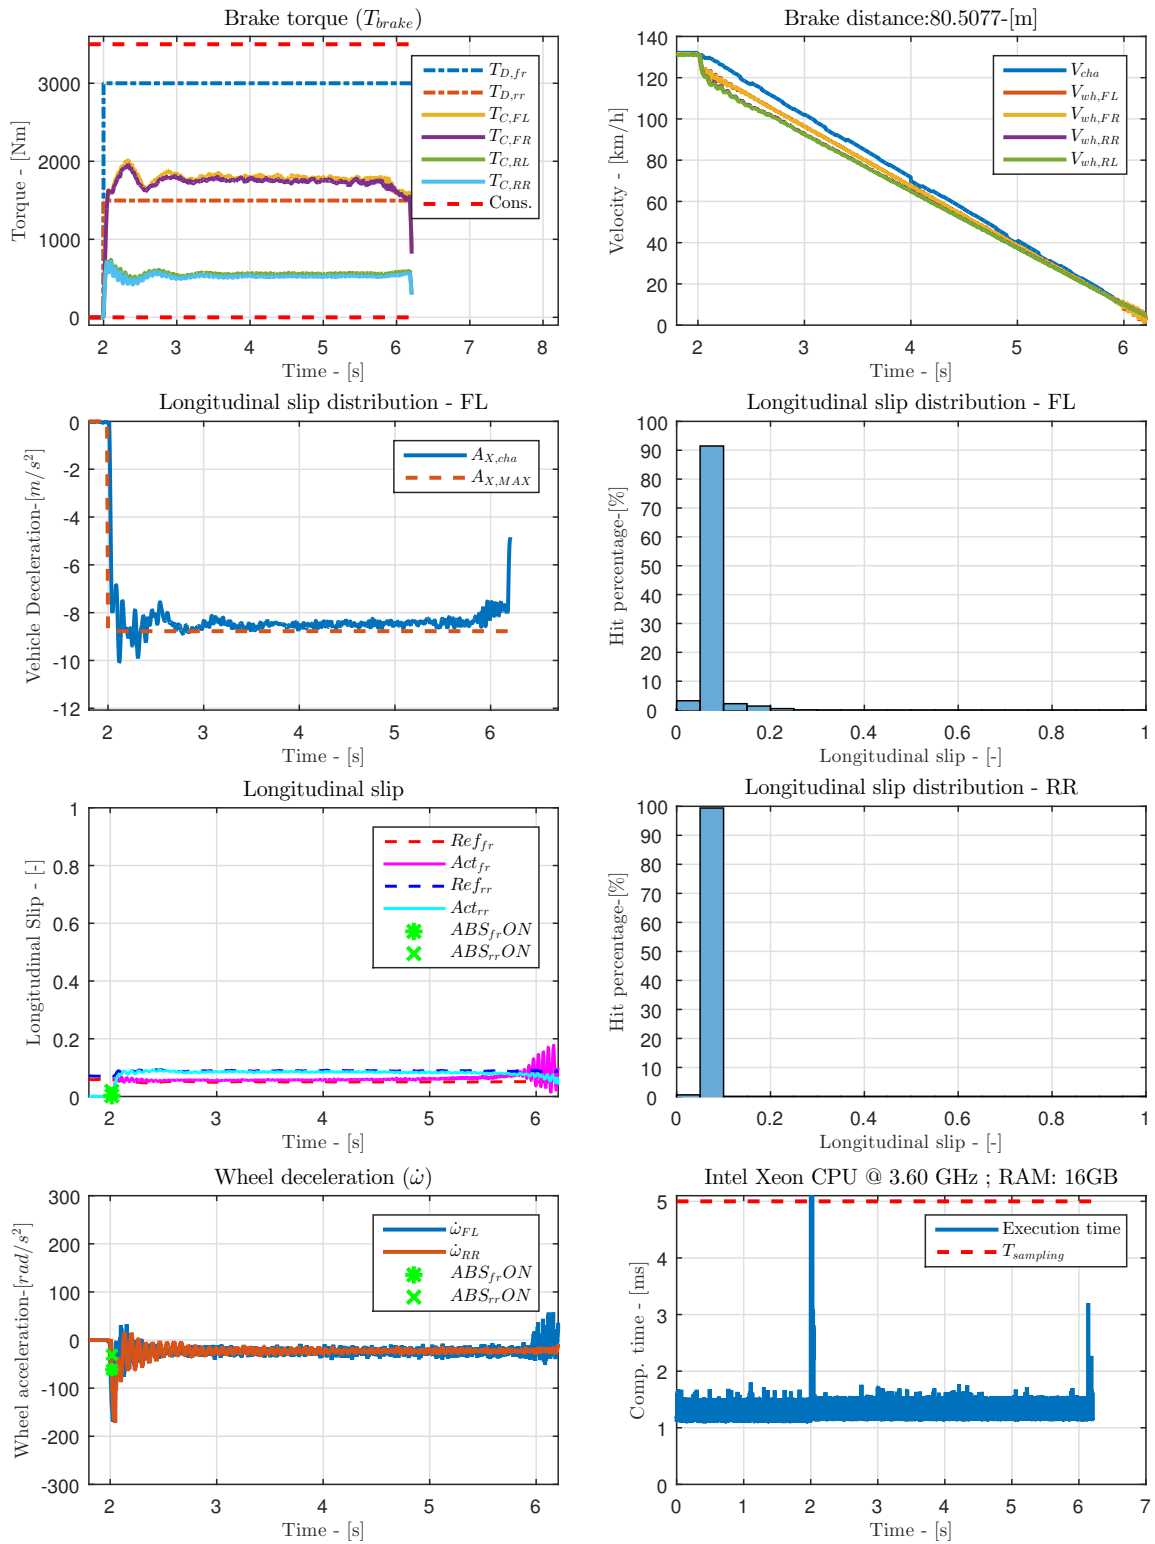 Brake torque (T_brake)
Torque - [Nm]
3000
2000
1000
0
T_D,fr
T_D,rr
T_C,FL
T_C,FR
T_C,RL
T_C,RR
Cons.
2 3 4 5 6 7 8
Time - [s]
Brake distance:80.5077-[m]
Velocity - [km/h]
140
120
100
80
60
40
20
0
V_cha
V_wh,FL
V_wh,FR
V_wh,RR
V_wh,RL
2 3 4 5 6
Time - [s]
Longitudinal slip distribution - FL
Vehicle Deceleration-[m/s²]
0
-2
-4
-6
-8
-10
-12
A_X,cha
A_X,MAX
2 3 4 5 6
Time - [s]
Longitudinal slip distribution - FL
Hit percentage-[%]
100
90
80
70
60
50
40
30
20
10
0
0 0.2 0.4 0.6 0.8 1
Longitudinal slip - [-]
Longitudinal slip
Longitudinal Slip - [-]
1
0.8
0.6
0.4
0.2
0
Ref_fr
Act_fr
Ref_rr
Act_rr
ABS_frON
ABS_rrON
2 3 4 5 6
Time - [s]
Longitudinal slip distribution - RR
Hit percentage-[%]
100
90
80
70
60
50
40
30
20
10
0
0 0.2 0.4 0.6 0.8 1
Longitudinal slip - [-]
Wheel deceleration (ω̇)
Wheel acceleration-[rad/s²]
300
200
100
0
-100
-200
-300
ω̇_FL
ω̇_RR
ABS_frON
ABS_rrON
2 3 4 5 6
Time - [s]
Intel Xeon CPU @ 3.60 GHz ; RAM: 16GB
Comp. time - [ms]
5
4
3
2
1
0
Execution time
T_sampling
0 1 2 3 4 5 6 7
Time - [s]